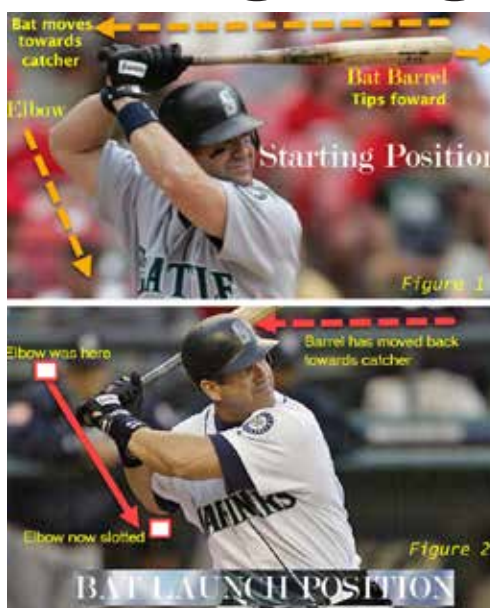 Bat moves
towards
catcher
Bat Barrel
Tips foward
Elbow
Starting Position
S
Figure 1
S
Elbow was here
Barrel has moved back
towards catcher
MARINERS
Elbow now slotted
Figure 2
BAT LAUNCH POSITION